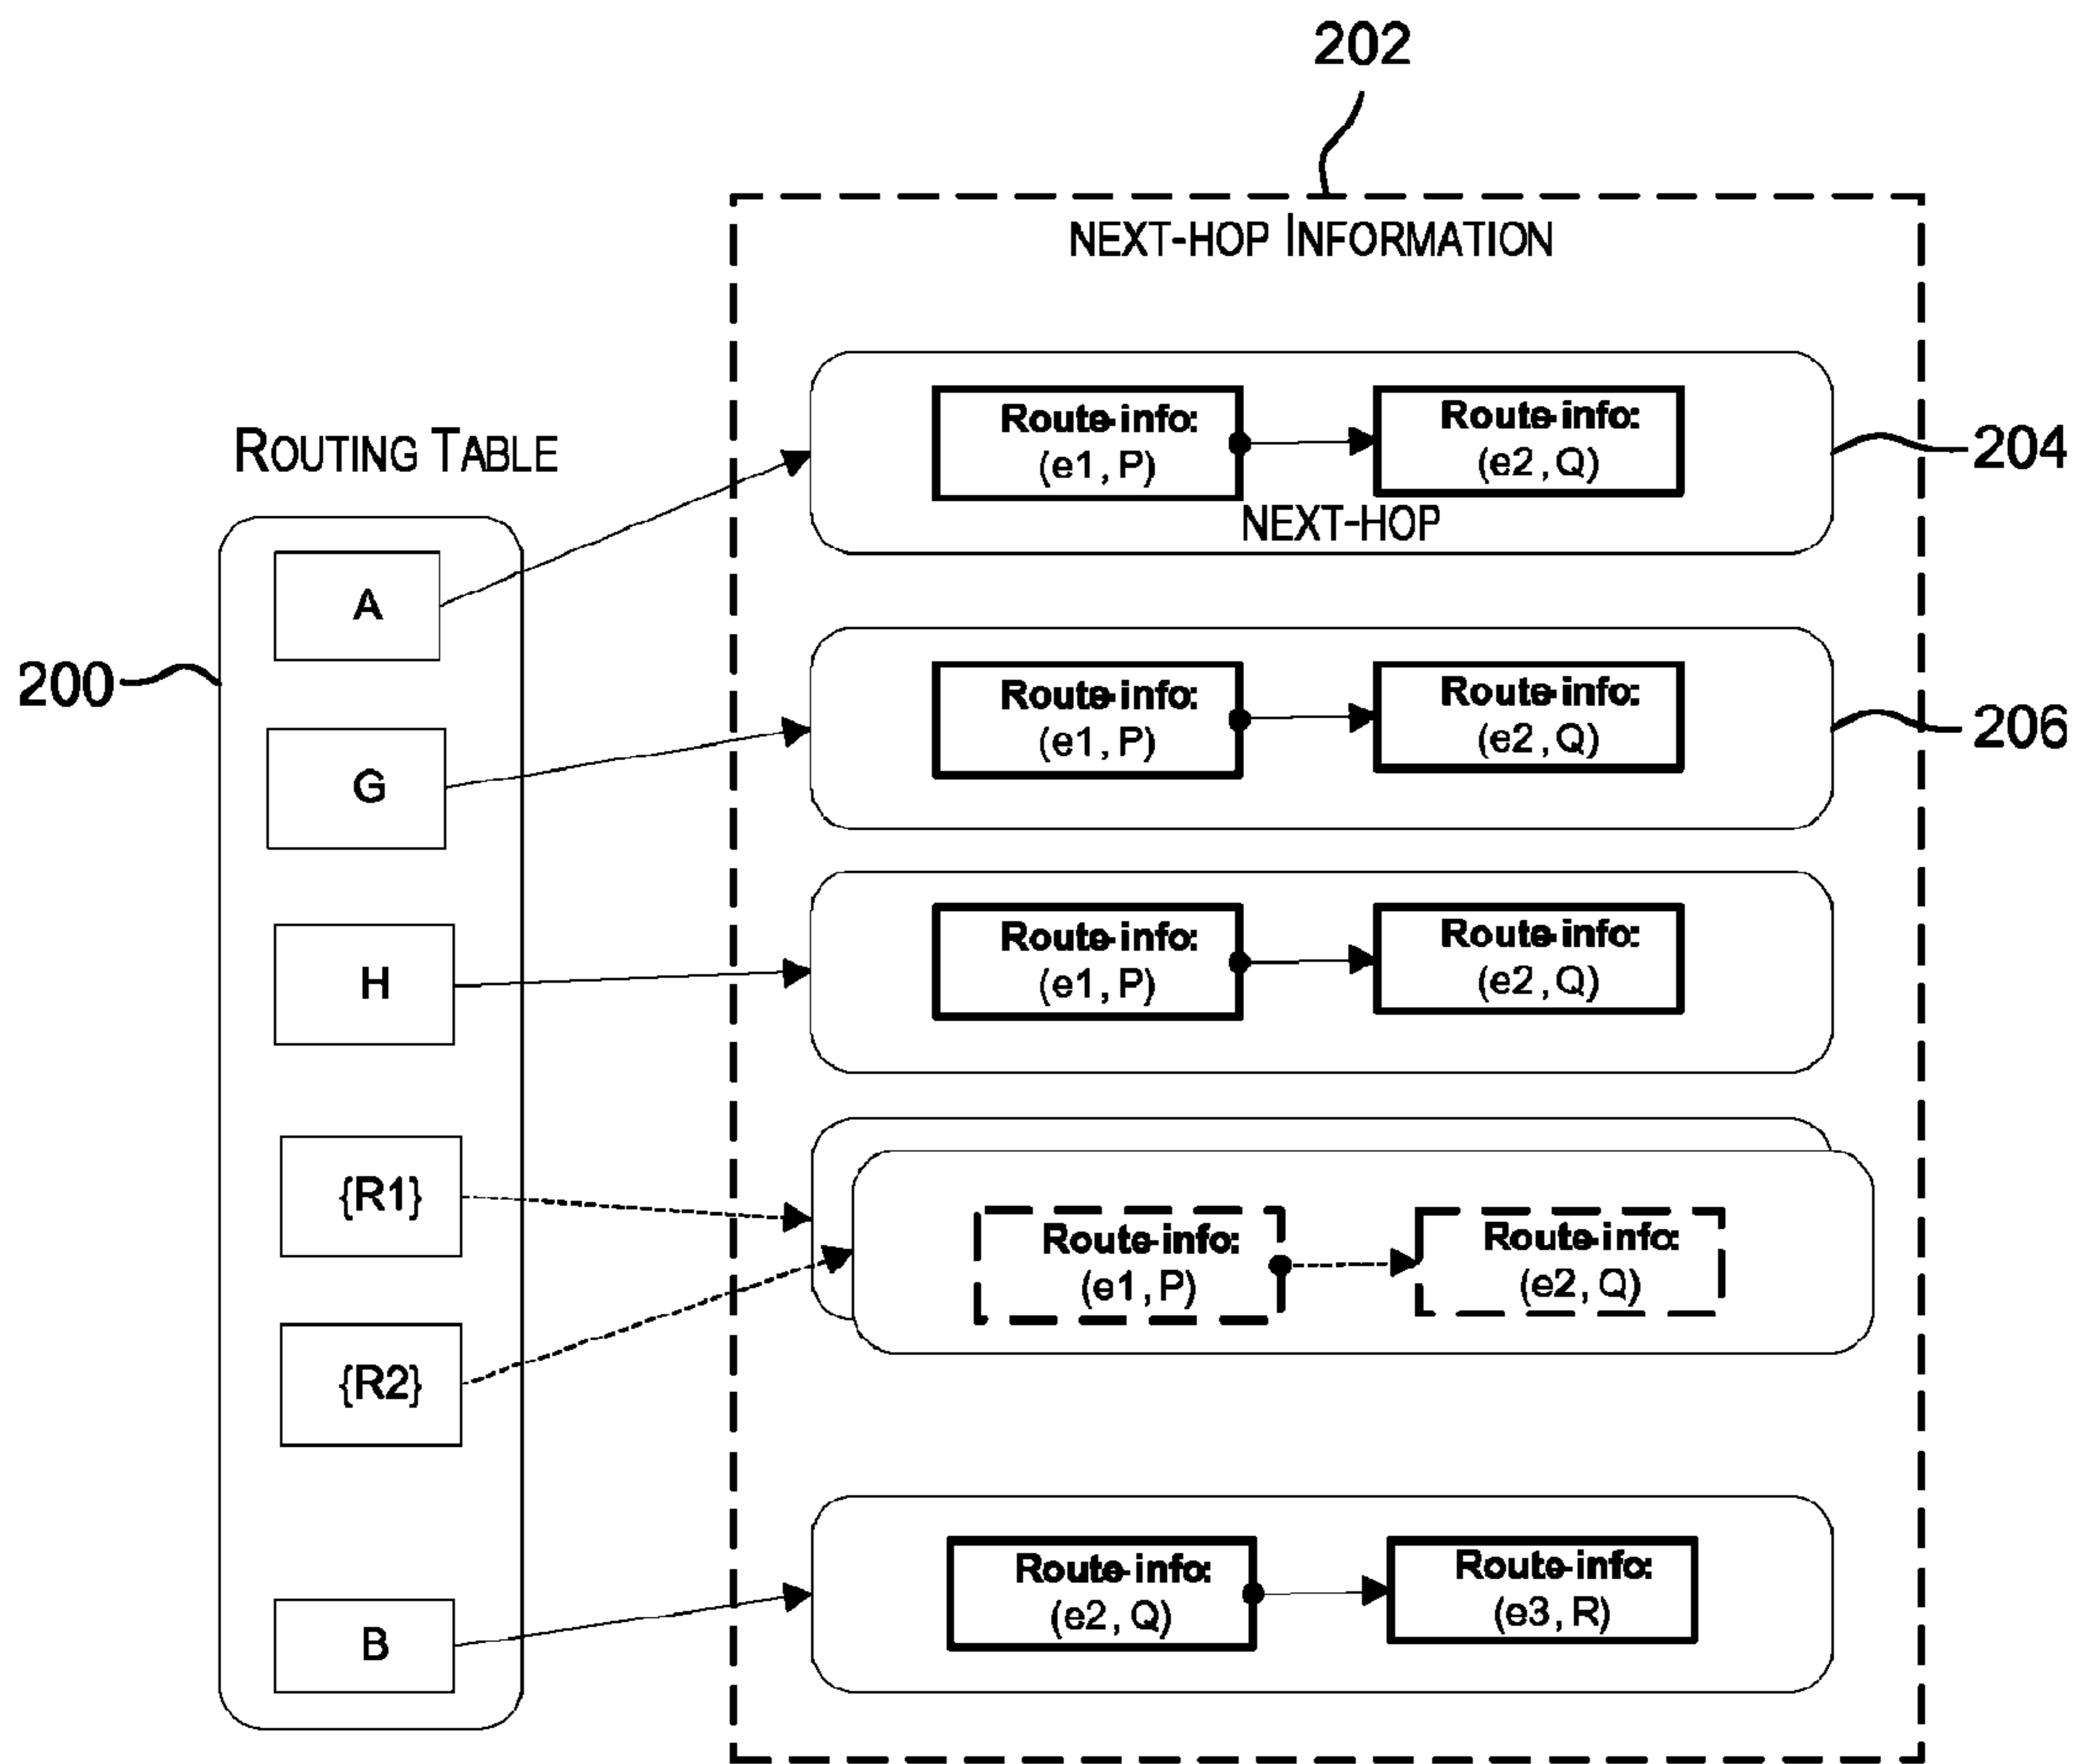 202
NEXT-HOP INFORMATION
ROUTING TABLE
Route-info:
(e1, P)
Route-info:
(e2, Q)
NEXT-HOP
204
A
200
Route-info:
(e1, P)
Route-info:
(e2, Q)
206
G
Route-info:
(e1, P)
Route-info:
(e2, Q)
H
{R1}
Route-info:
(e1, P)
Route-info:
(e2, Q)
{R2}
Route-info:
(e2, Q)
Route-info:
(e3, R)
B